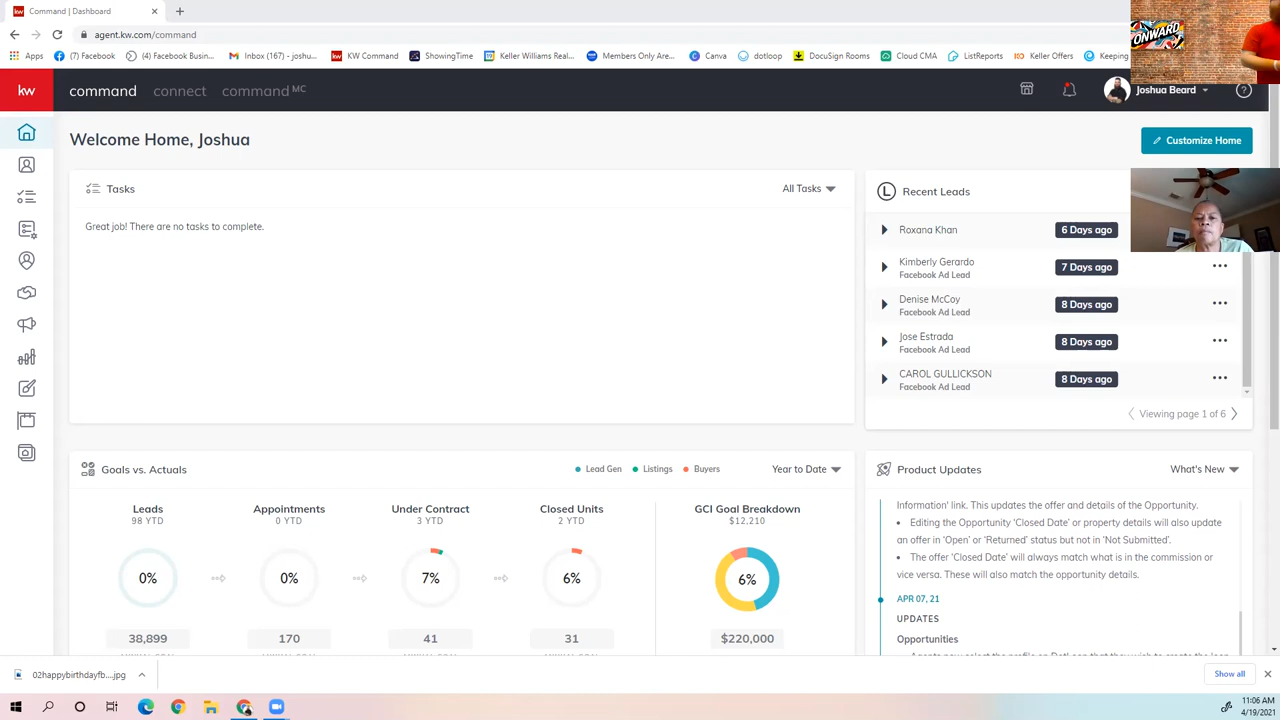 Command | Dashboard
agent.kw.com/command
Apps (7) Facebook (4) Facebook Busin... Inbox (167) - joshu... KW Command ShowingTime Keller Williams Real... Members Only Are... Canva dotloop DocuSign Rooms Cloud CMA ListReports Keller Offers Keeping
ONWARD
kw command connect command MC Joshua Beard
Welcome Home, Joshua
Customize Home
Tasks
All Tasks
Great job! There are no tasks to complete.
Recent Leads
Roxana Khan 6 Days ago
Kimberly Gerardo
Facebook Ad Lead
7 Days ago
Denise McCoy
Facebook Ad Lead
8 Days ago
Jose Estrada
Facebook Ad Lead
8 Days ago
CAROL GULLICKSON
Facebook Ad Lead
8 Days ago
Viewing page 1 of 6
Goals vs. Actuals
Lead Gen Listings Buyers
Year to Date
Leads
98 YTD
0%
38,899
Appointments
0 YTD
0%
170
Under Contract
3 YTD
7%
41
Closed Units
2 YTD
6%
31
GCI Goal Breakdown
$12,210
6%
$220,000
Product Updates
What's New
Information' link. This updates the offer and details of the Opportunity.
• Editing the Opportunity 'Closed Date' or property details will also update
an offer in 'Open' or 'Returned' status but not in 'Not Submitted'.
• The offer 'Closed Date' will always match what is in the commission or
vice versa. These will also match the opportunity details.
APR 07, 21
UPDATES
Opportunities
02happybirthdayfb....jpg
Show all
11:06 AM
4/19/2021